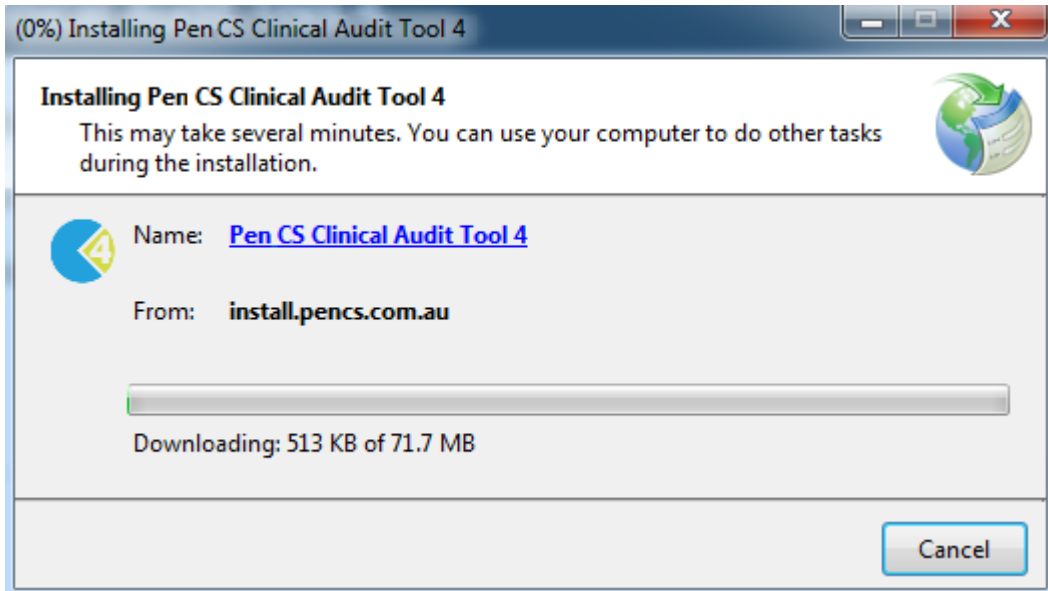 (0%) Installing Pen CS Clinical Audit Tool 4
Installing Pen CS Clinical Audit Tool 4
This may take several minutes. You can use your computer to do other tasks
during the installation.
4
Name: Pen CS Clinical Audit Tool 4
From: install.pencs.com.au
Downloading: 513 KB of 71.7 MB
Cancel